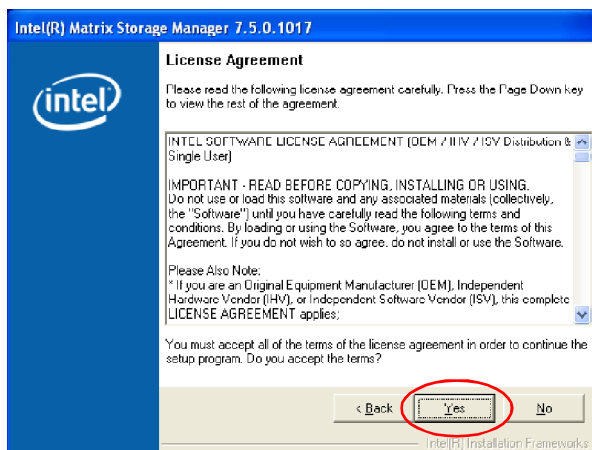 Intel(R) Matrix Storage Manager 7.5.0.1017
License Agreement
intel
Please read the following license agreement carefully. Press the Page Down key
to view the rest of the agreement.
INTEL SOFTWARE LICENSE AGREEMENT (OEM / IHV / ISV Distribution &
Single User)
IMPORTANT - READ BEFORE COPYING, INSTALLING OR USING.
Do not use or load this software and any associated materials (collectively,
the "Software") until you have carefully read the following terms and
conditions. By loading or using the Software, you agree to the terms of this
Agreement. If you do not wish to so agree, do not install or use the Software.
Please Also Note:
* If you are an Original Equipment Manufacturer (OEM), Independent
Hardware Vendor (IHV), or Independent Software Vendor (ISV), this complete
LICENSE AGREEMENT applies;
You must accept all of the terms of the license agreement in order to continue the
setup program. Do you accept the terms?
< Back Yes No
Intel(R) Installation Frameworks